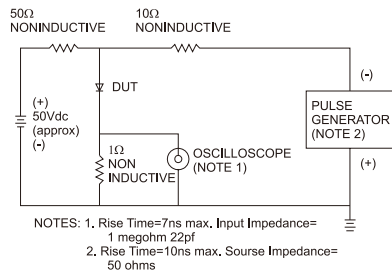 50Ω
NONINDUCTIVE
10Ω
NONINDUCTIVE
(+)
50Vdc
(approx)
(-)
DUT
1Ω
NON
INDUCTIVE
OSCILLOSCOPE
(NOTE 1)
(-)
PULSE
GENERATOR
(NOTE 2)
(+)
NOTES: 1. Rise Time=7ns max. Input Impedance=
1 megohm 22pf
2. Rise Time=10ns max. Sourse Impedance=
50 ohms